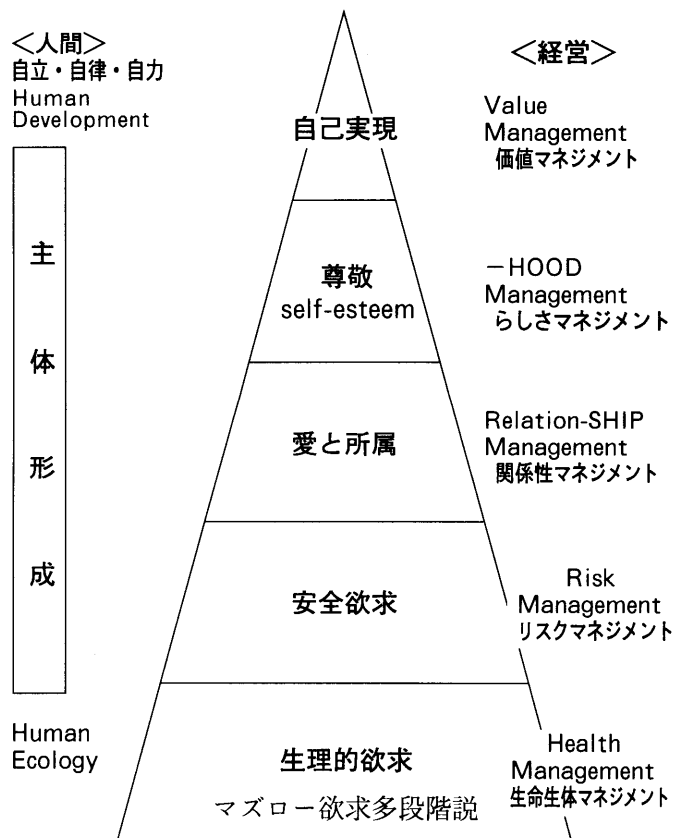 <人間>
自立・自律・自力
Human
Development
主
体
形
成
Human
Ecology
自己実現
尊敬
self-esteem
愛と所属
安全欲求
生理的欲求
マズロー欲求多段階説
<経営>
Value
Management
価値マネジメント
－HOOD
Management
らしさマネジメント
Relation-SHIP
Management
関係性マネジメント
Risk
Management
リスクマネジメント
Health
Management
生命生体マネジメント